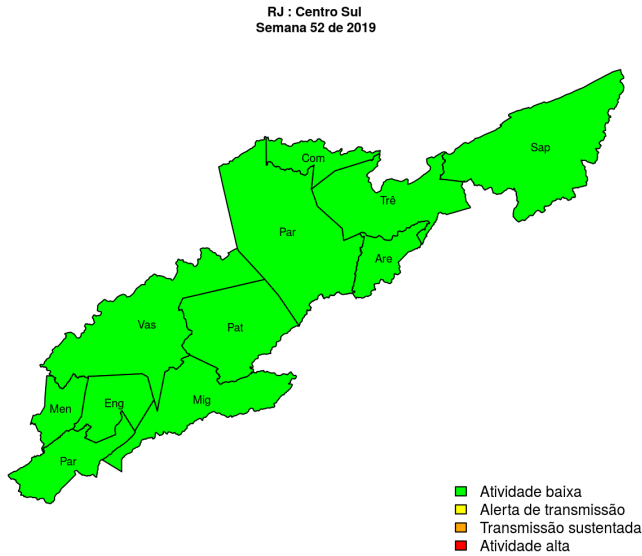 RJ : Centro Sul
Semana 52 de 2019
Sap
Com
Trê
Par
Are
Vas
Pat
Mig
Men
Eng
Par
Atividade baixa
Alerta de transmissão
Transmissão sustentada
Atividade alta